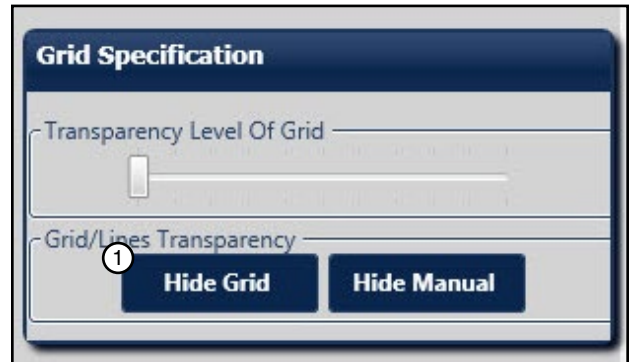 Grid Specification
Transparency Level Of Grid
Grid/Lines Transparency
1
Hide Grid Hide Manual